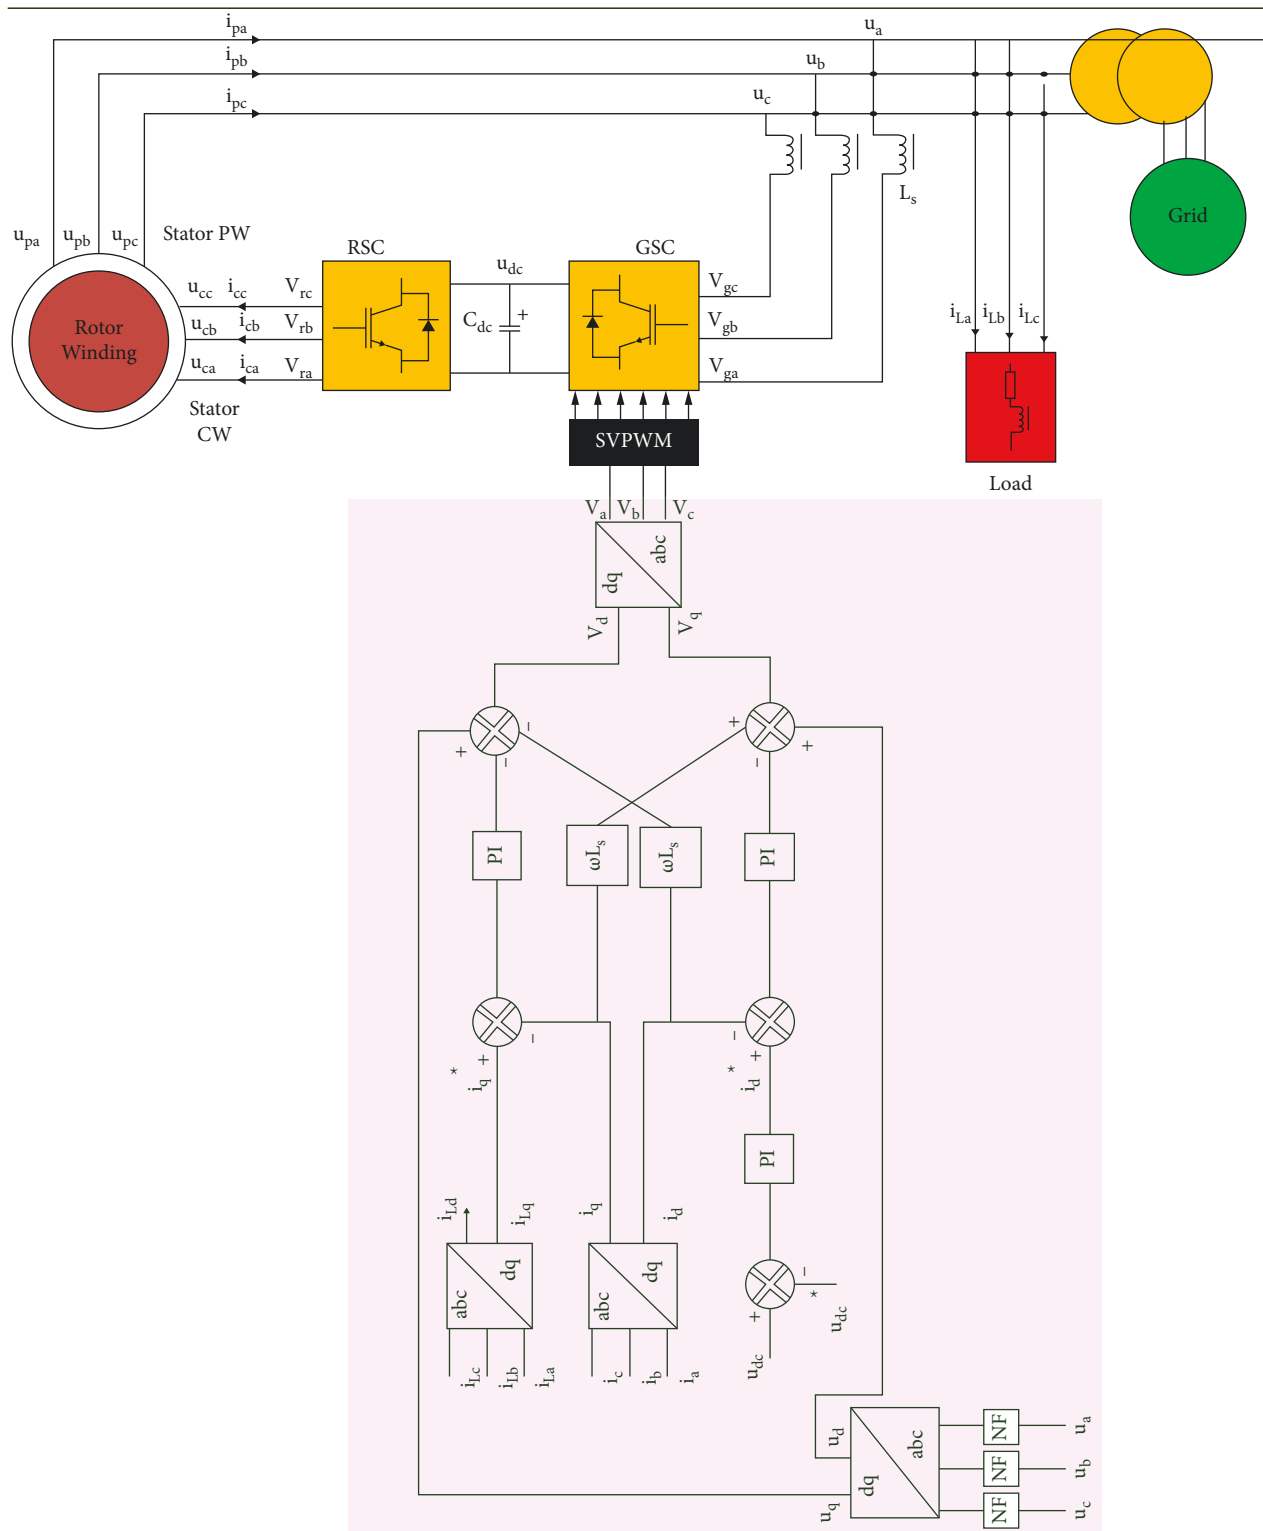 i_pa
u_a
i_pb
u_b
i_pc
u_c
L_s
Grid
u_pa u_pb u_pc Stator PW
RSC
GSC
u_dc
C_dc +
u_cc i_cc V_rc
u_cb i_cb V_rb
u_ca i_ca V_ra
V_gc
V_gb
V_ga
i_La i_Lb i_Lc
Rotor
Winding
Stator
CW
SVPWM
Load
V_a V_b V_c
dq abc
V_d V_q
+ − −
+ + −
PI
ωL_s
ωL_s
PI
−
−
i_q* +
i_d* +
PI
i_Ld i_Lq
i_q i_d
abc dq
abc dq
+ −
u_dc u_dc*
i_Lc i_Lb i_La
i_c i_b i_a
u_d
u_q
dq abc
NF u_a
NF u_b
NF u_c